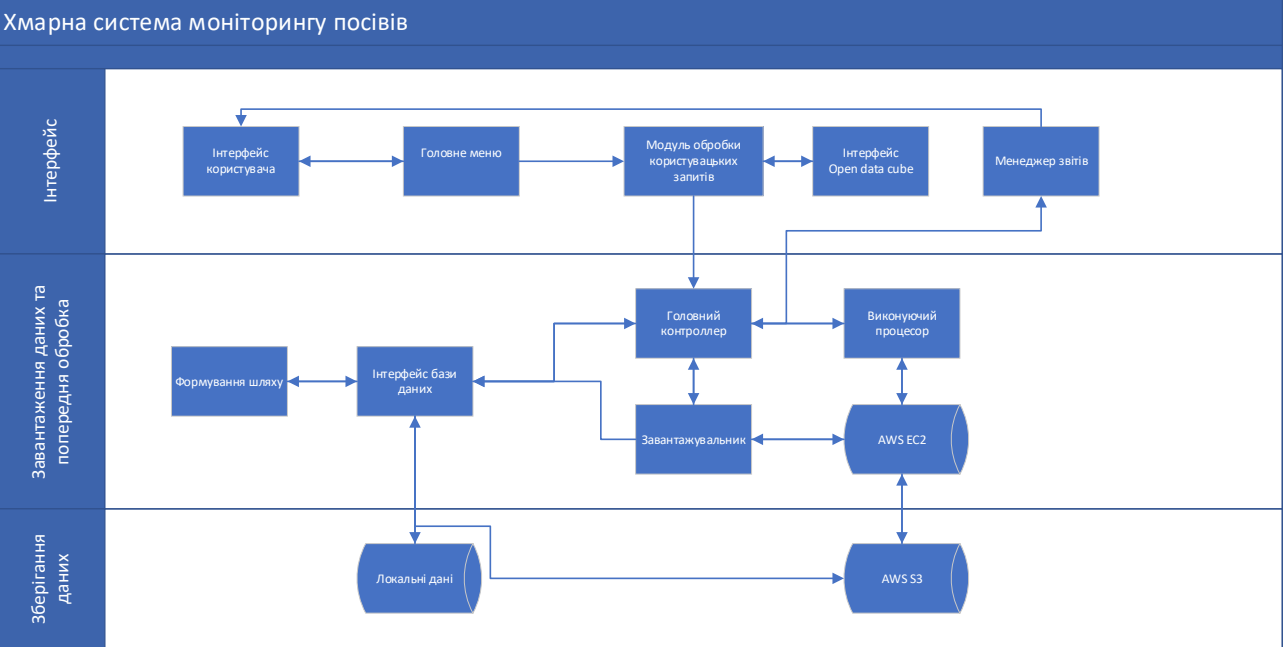 Хмарна система моніторингу посівів
Інтерфейс
Інтерфейс
користувача
Головне меню
Модуль обробки
користувацьких
запитів
Інтерфейс
Open data cube
Менеджер звітів
Завантаження даних та
попередня обробка
Головний
контроллер
Виконуючий
процесор
Формування шляху
Інтерфейс бази
даних
Завантажувальник
AWS EC2
Зберігання
даних
Локальні дані
AWS S3